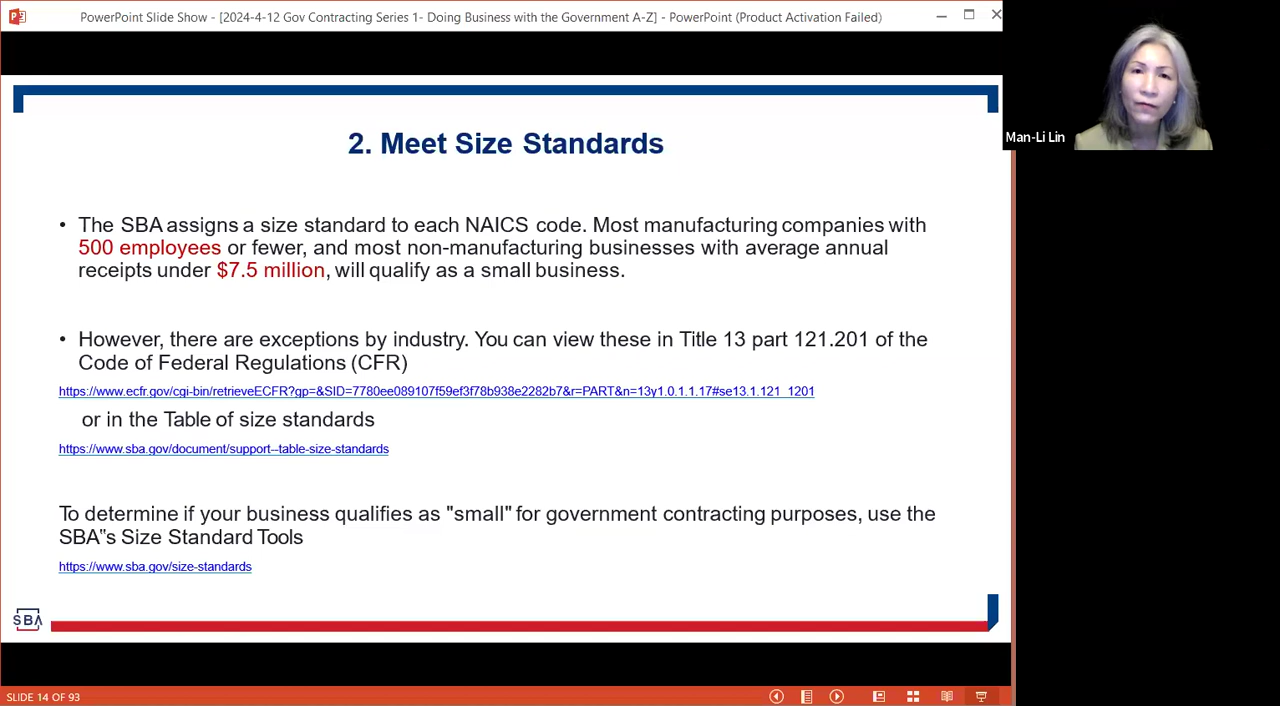 PowerPoint Slide Show - [2024-4-12 Gov Contracting Series 1- Doing Business with the Government A-Z] - PowerPoint (Product Activation Failed)
Man-Li Lin
2. Meet Size Standards
• The SBA assigns a size standard to each NAICS code. Most manufacturing companies with
500 employees or fewer, and most non-manufacturing businesses with average annual
receipts under $7.5 million, will qualify as a small business.
• However, there are exceptions by industry. You can view these in Title 13 part 121.201 of the
Code of Federal Regulations (CFR)
https://www.ecfr.gov/cgi-bin/retrieveECFR?gp=&SID=7780ee089107f59ef3f78b938e2282b7&r=PART&n=13y1.0.1.1.17#se13.1.121_1201
or in the Table of size standards
https://www.sba.gov/document/support--table-size-standards
To determine if your business qualifies as "small" for government contracting purposes, use the
SBA‟s Size Standard Tools
https://www.sba.gov/size-standards
SBA
SLIDE 14 OF 93